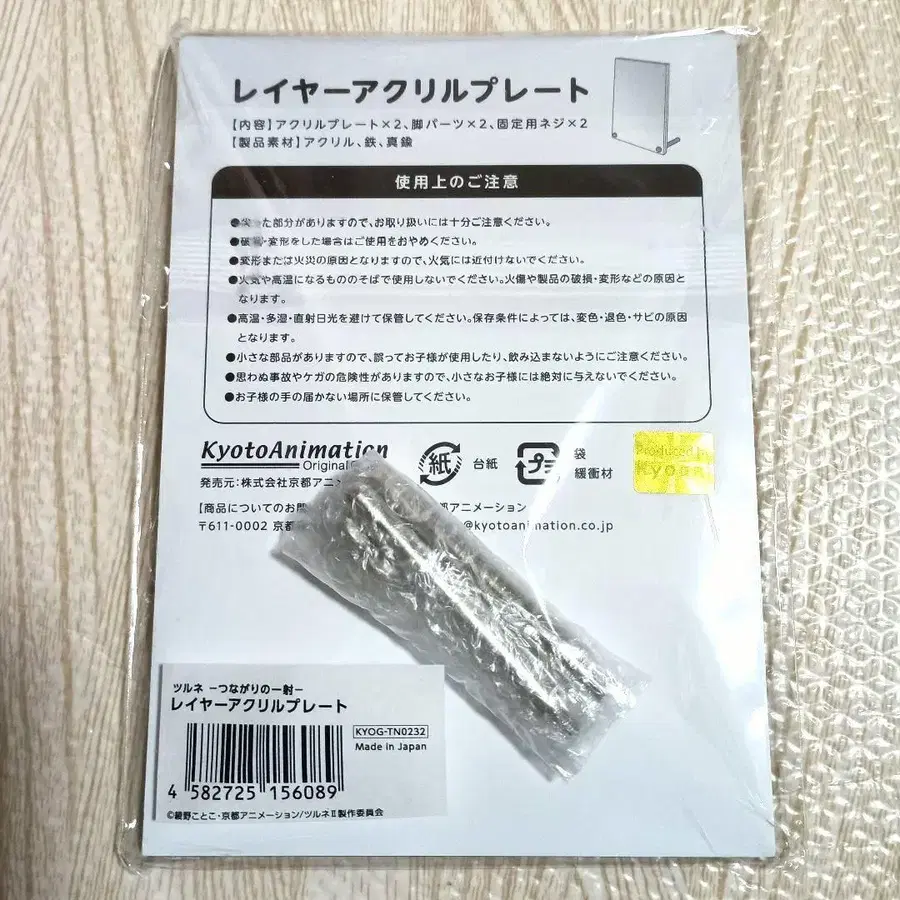 レイヤーアクリルプレート
【内容】アクリルプレート×2、脚パーツ×2、固定用ネジ×2
【製品素材】アクリル、鉄、真鍮
使用上のご注意
●尖った部分がありますので、お取り扱いには十分ご注意ください。
●破損・変形をした場合はご使用をおやめください。
●変形または火災の原因となりますので、火気には近付けないでください。
●火気や高温になるもののそばで使用しないでください。火傷や製品の破損・変形などの原因と
なります。
●高温・多湿・直射日光を避けて保管してください。保存条件によっては、変色・退色・サビの原因
となります。
●小さな部品がありますので、誤ってお子様が使用したり、飲み込まないようにご注意ください。
●思わぬ事故やケガの危険性がありますので、小さなお子様には絶対に与えないでください。
●お子様の手の届かない場所に保管してください。
KyotoAnimation
Original
紙 台紙
プラ 袋
緩衝材
Produced by
Kyoani
発売元:株式会社京都アニ
【商品についてのお問 都アニメーション
〒611-0002 京都 @kyotoanimation.co.jp
ツルネ ーつながりの一射ー
レイヤーアクリルプレート
KYOG-TN0232
Made in Japan
4 582725 156089
©綾野ことこ・京都アニメーション/ツルネⅡ製作委員会